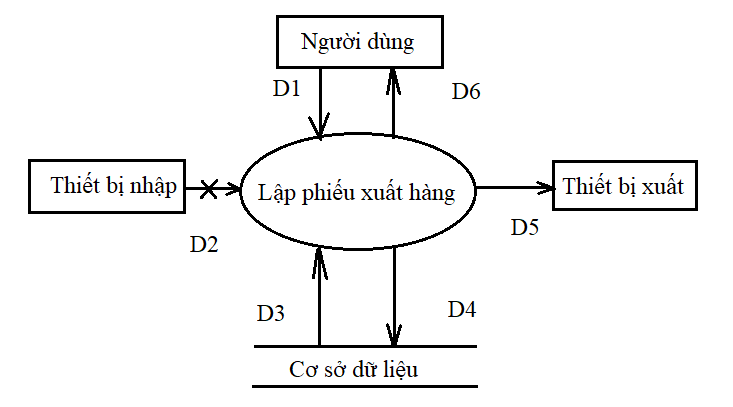 Người dùng
D1
D6
Thiết bị nhập
Lập phiếu xuất hàng
Thiết bị xuất
D2
D5
D3
D4
Cơ sở dữ liệu